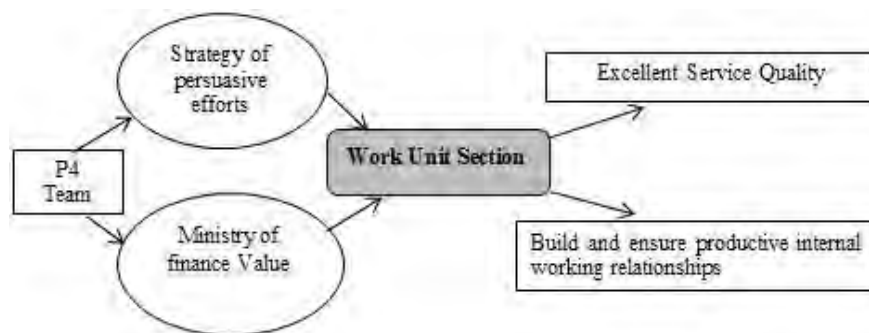 Strategy of
persuasive
efforts
Excellent Service Quality
P4
Team
Work Unit Section
Ministry of
finance Value
Build and ensure productive internal
working relationships